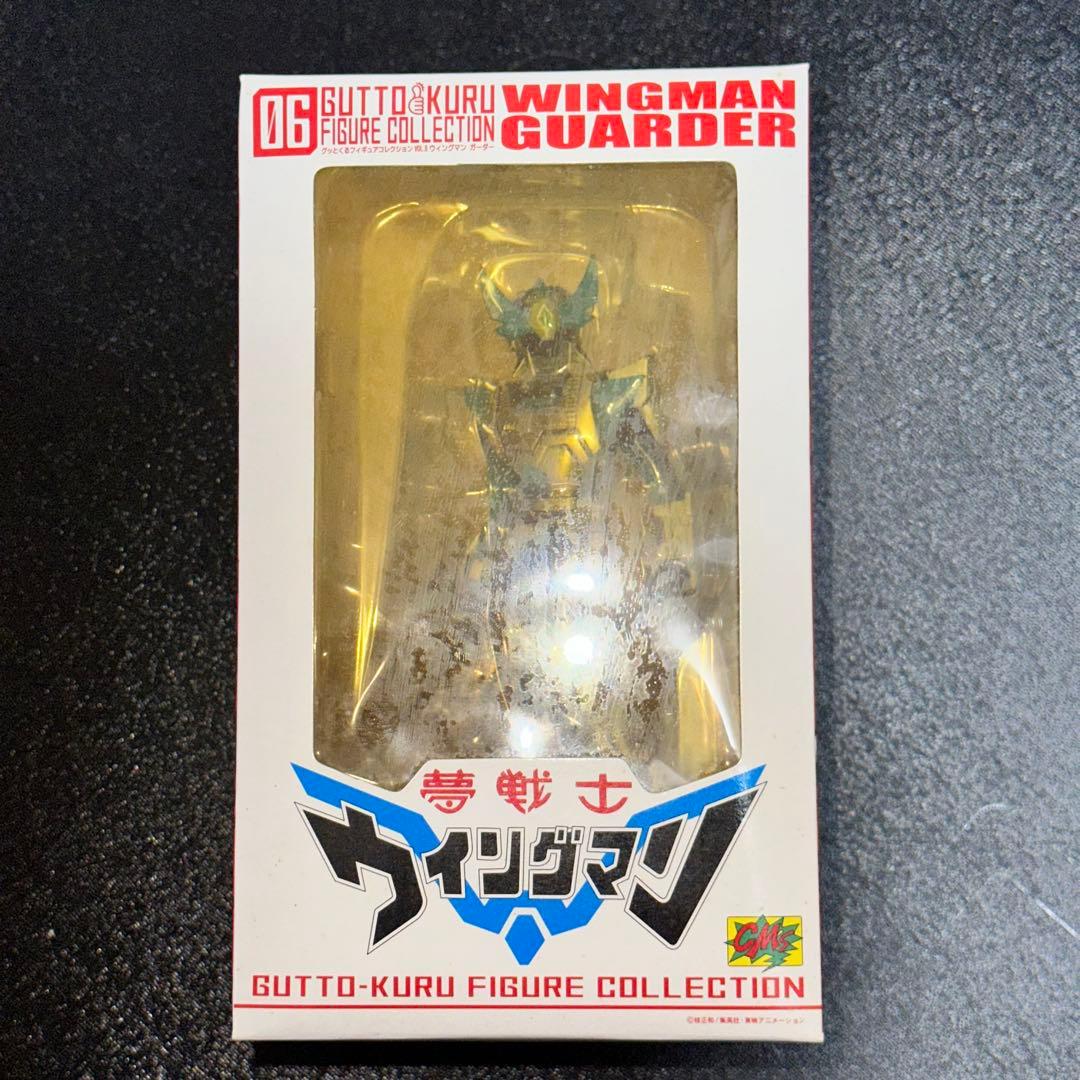 06 GUTTO KURU
FIGURE COLLECTION
グッとくるフィギュアコレクション VOL.6 ウィングマン ガーダー
WINGMAN
GUARDER
夢戦士
ウイングマン
CMs
GUTTO-KURU FIGURE COLLECTION
©桂正和/集英社・東映アニメーション